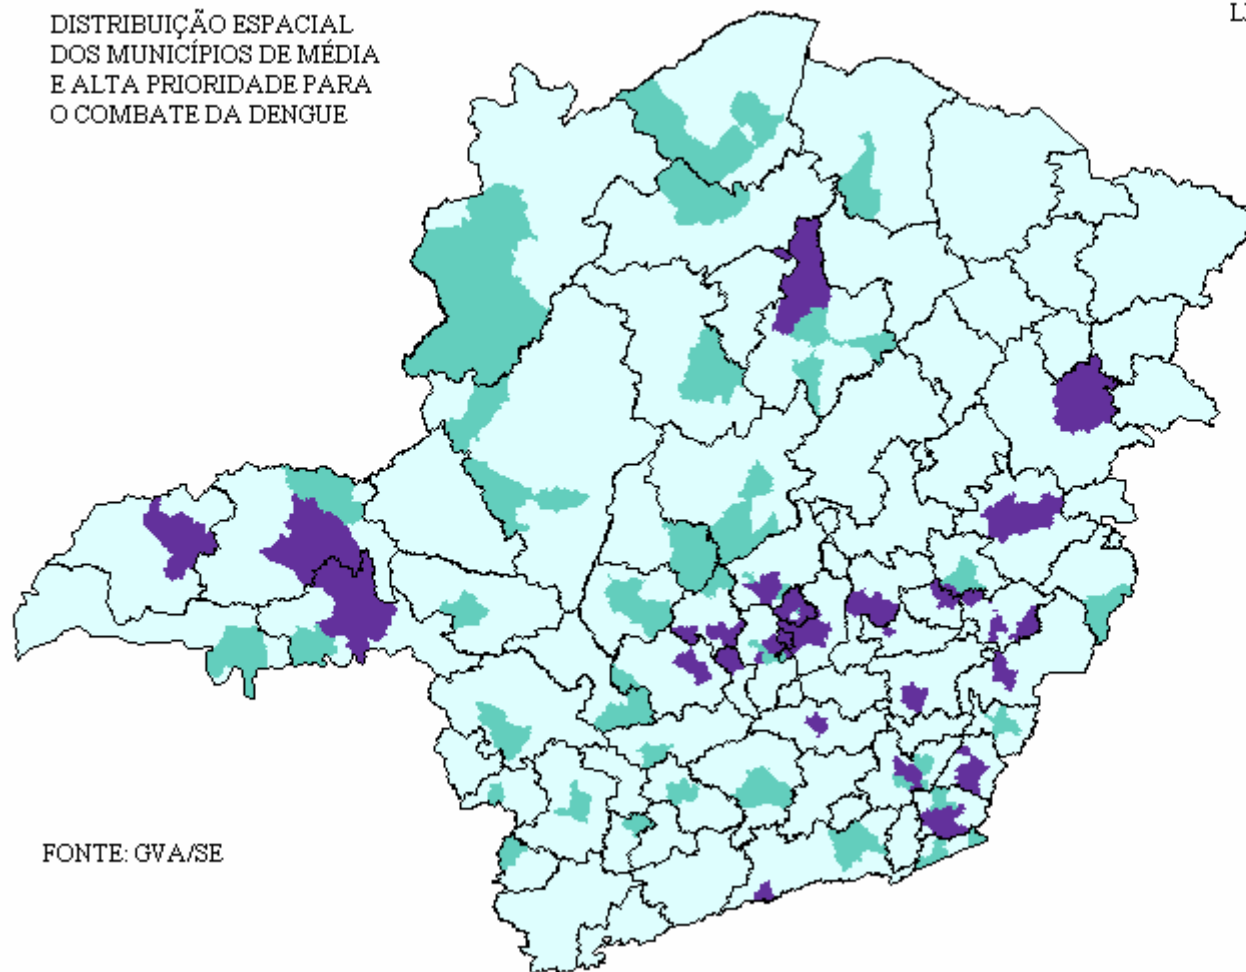 DISTRIBUIÇÃO ESPACIAL
DOS MUNICÍPIOS DE MÉDIA
E ALTA PRIORIDADE PARA
O COMBATE DA DENGUE
FONTE: GVA/SE